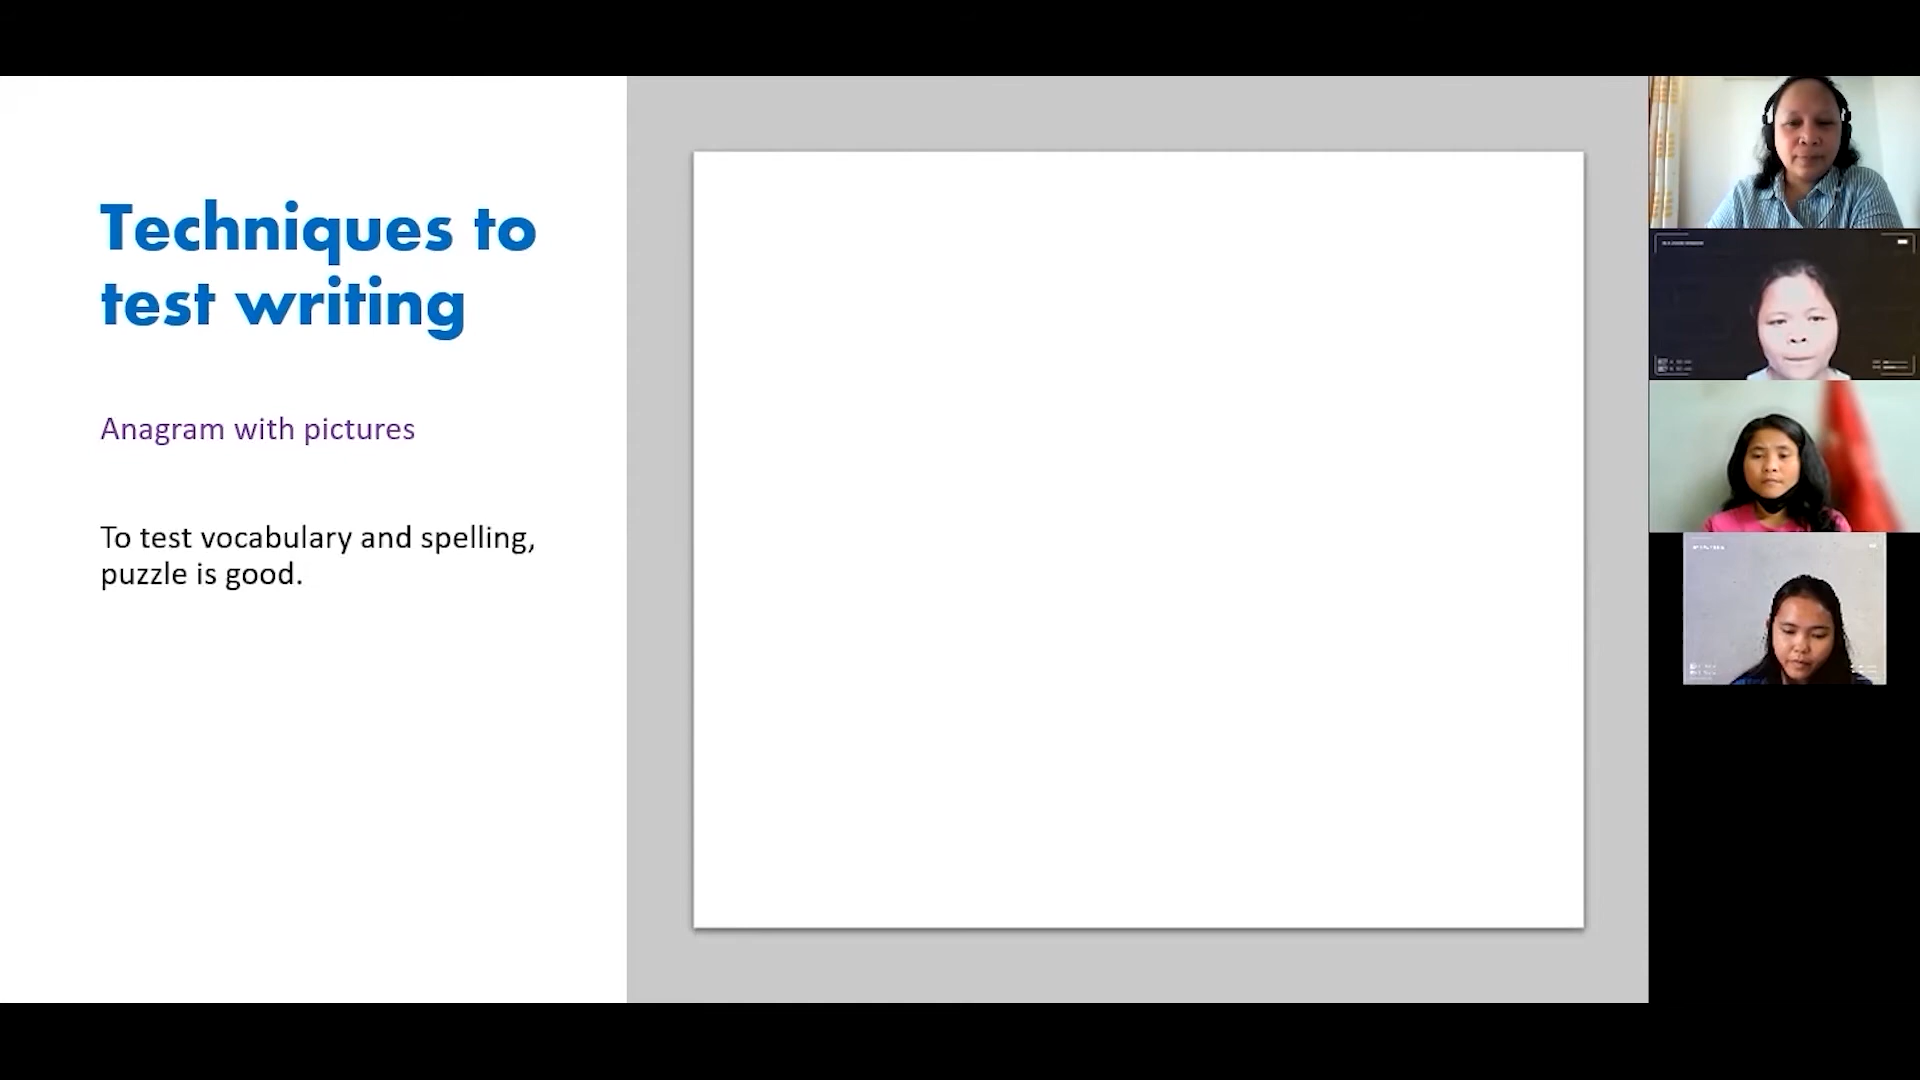 Techniques to
test writing
Anagram with pictures
To test vocabulary and spelling,
puzzle is good.